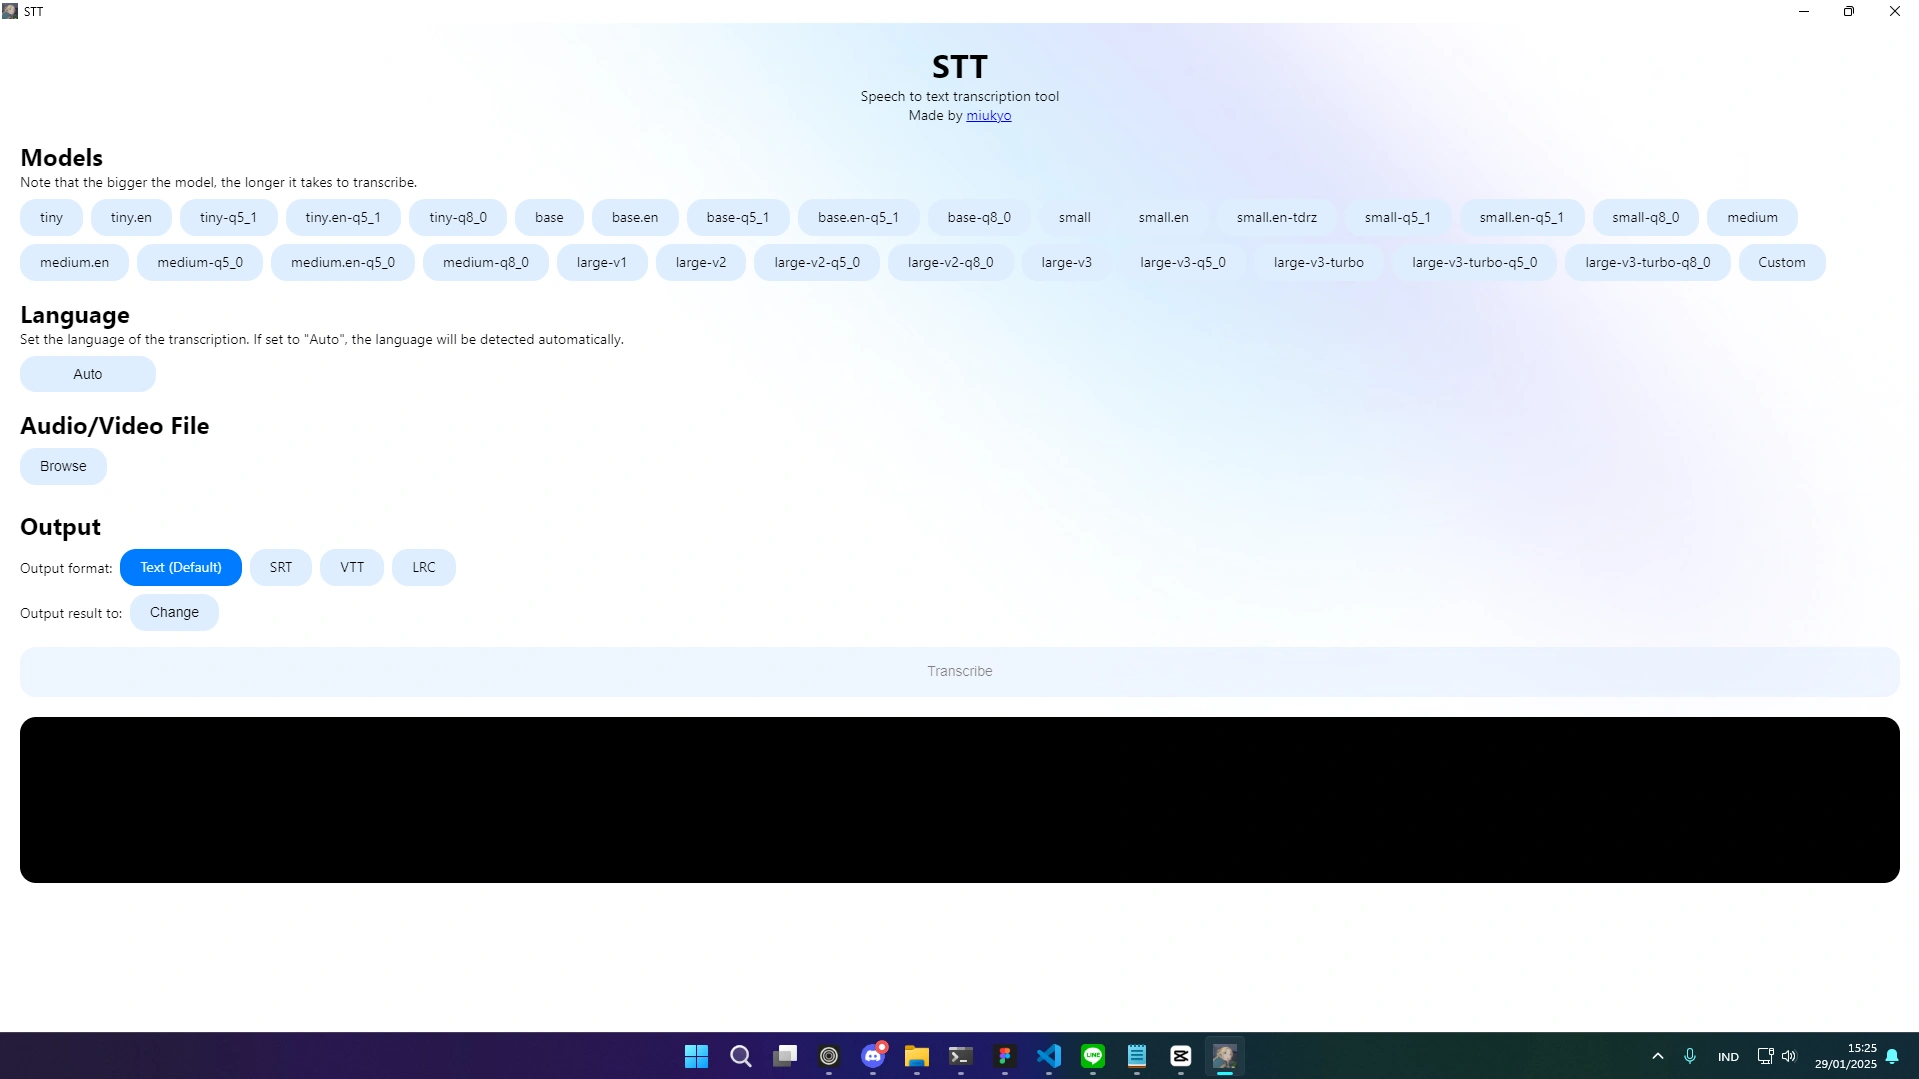 STT
STT
Speech to text transcription tool
Made by miukyo
Models
Note that the bigger the model, the longer it takes to transcribe.
tiny tiny.en tiny-q5_1 tiny.en-q5_1 tiny-q8_0 base base.en base-q5_1 base.en-q5_1 base-q8_0 small small.en small.en-tdrz small-q5_1 small.en-q5_1 small-q8_0 medium
medium.en medium-q5_0 medium.en-q5_0 medium-q8_0 large-v1 large-v2 large-v2-q5_0 large-v2-q8_0 large-v3 large-v3-q5_0 large-v3-turbo large-v3-turbo-q5_0 large-v3-turbo-q8_0 Custom
Language
Set the language of the transcription. If set to "Auto", the language will be detected automatically.
Auto
Audio/Video File
Browse
Output
Output format: Text (Default) SRT VTT LRC
Output result to: Change
Transcribe
LINE
IND
15:25
29/01/2025